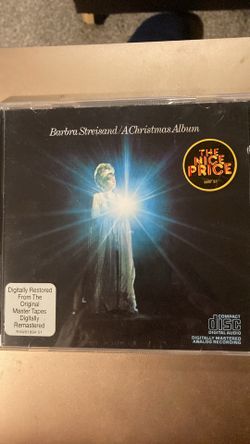 Barbra Streisand/A Christmas Album
THE
NICE
PRICE
Digitally Restored
From The
Original
Master Tapes
Digitally
Remastered
COMPACT
disc
DIGITAL AUDIO
DIGITALLY MASTERED
ANALOG RECORDING